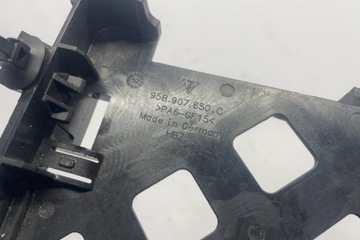 95B.907.650.C
>PA6-GF15<
Made in Germany
HBZ